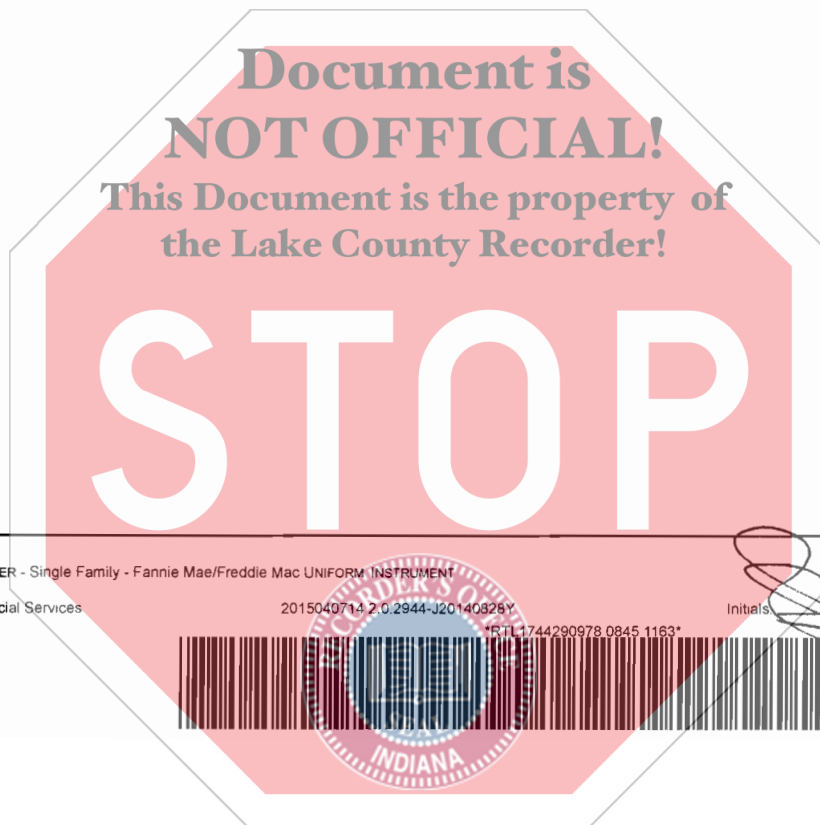 Document is
NOT OFFICIAL!
This Document is the property of
the Lake County Recorder!
STOP
ER - Single Family - Fannie Mae/Freddie Mac UNIFORM INSTRUMENT
cial Services 2015040714 2.0.2944-J20140828Y Initials
*RTL1744290978 0845 1163*
RECORDER'S OFFICE
SEAL
INDIANA